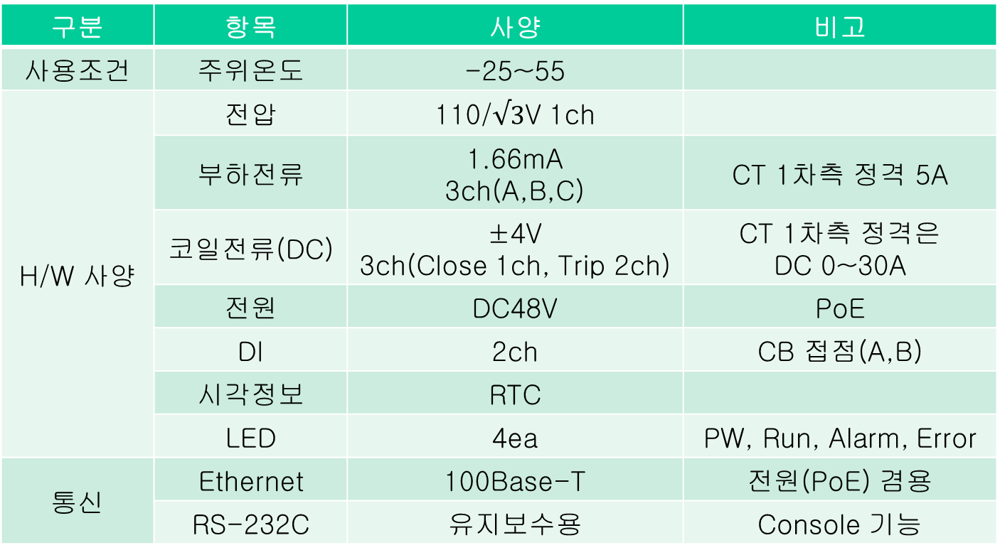 구분 항목 사양 비고
사용조건 주위온도 -25~55
H/W 사양
전압 110/√3V 1ch
부하전류 1.66mA
3ch(A,B,C) CT 1차측 정격 5A
코일전류(DC) ±4V
3ch(Close 1ch, Trip 2ch) CT 1차측 정격은
DC 0~30A
전원 DC48V PoE
DI 2ch CB 접점(A,B)
시각정보 RTC
LED 4ea PW, Run, Alarm, Error
통신
Ethernet 100Base-T 전원(PoE) 겸용
RS-232C 유지보수용 Console 기능